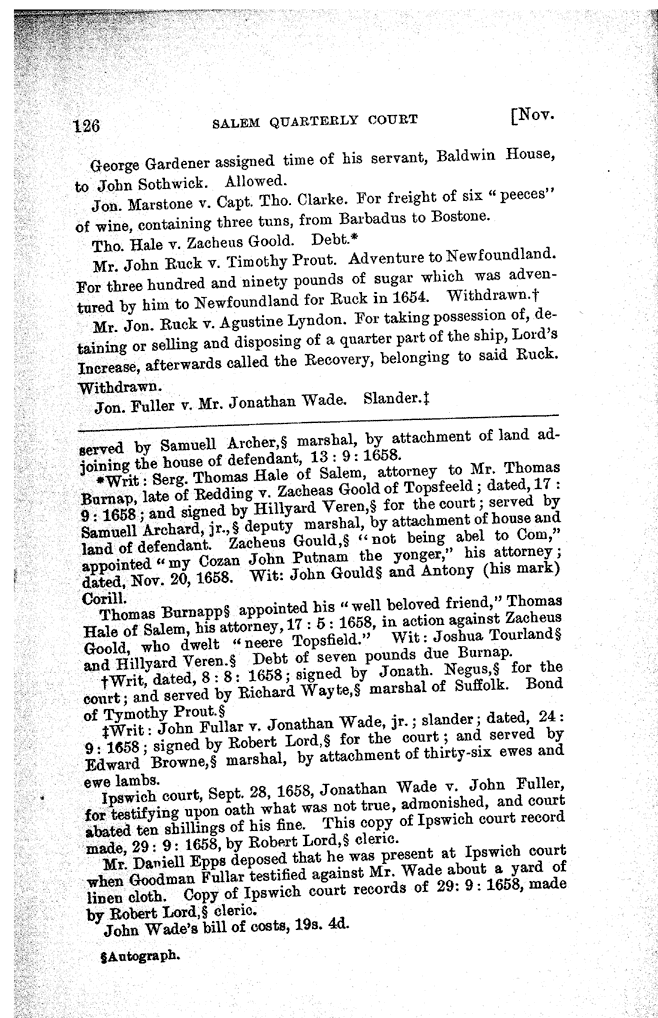 126 SALEM QUARTERLY COURT [Nov.
George Gardener assigned time of his servant, Baldwin House,
to John Sothwick. Allowed.
Jon. Marstone v. Capt. Tho. Clarke. For freight of six "peeces"
of wine, containing three tuns, from Barbadus to Bostone.
Tho. Hale v. Zacheus Goold. Debt.*
Mr. John Ruck v. Timothy Prout. Adventure to Newfoundland.
For three hundred and ninety pounds of sugar which was adven-
tured by him to Newfoundland for Ruck in 1654. Withdrawn.†
Mr. Jon. Ruck v. Agustine Lyndon. For taking possession of, de-
taining or selling and disposing of a quarter part of the ship, Lord's
Increase, afterwards called the Recovery, belonging to said Ruck.
Withdrawn.
Jon. Fuller v. Mr. Jonathan Wade. Slander.‡
served by Samuell Archer,§ marshal, by attachment of land ad-
joining the house of defendant, 13 : 9 : 1658.
*Writ : Serg. Thomas Hale of Salem, attorney to Mr. Thomas
Burnap, late of Redding v. Zacheas Goold of Topsfeeld ; dated, 17 :
9 : 1658 ; and signed by Hillyard Veren,§ for the court ; served by
Samuell Archard, jr.,§ deputy marshal, by attachment of house and
land of defendant. Zacheus Gould,§ "not being abel to Com,"
appointed "my Cozan John Putnam the yonger," his attorney ;
dated, Nov. 20, 1658. Wit: John Gould§ and Antony (his mark)
Corill.
Thomas Burnapp§ appointed his "well beloved friend," Thomas
Hale of Salem, his attorney, 17 : 5 : 1658, in action against Zacheus
Goold, who dwelt "neere Topsfield." Wit : Joshua Tourland§
and Hillyard Veren.§ Debt of seven pounds due Burnap.
†Writ, dated, 8 : 8 : 1658 ; signed by Jonath. Negus,§ for the
court ; and served by Richard Wayte,§ marshal of Suffolk. Bond
of Tymothy Prout.§
‡Writ : John Fullar v. Jonathan Wade, jr. ; slander ; dated, 24 :
9 : 1658 ; signed by Robert Lord,§ for the court ; and served by
Edward Browne,§ marshal, by attachment of thirty-six ewes and
ewe lambs.
Ipswich court, Sept. 28, 1658, Jonathan Wade v. John Fuller,
for testifying upon oath what was not true, admonished, and court
abated ten shillings of his fine. This copy of Ipswich court record
made, 29 : 9 : 1658, by Robert Lord,§ cleric.
Mr. Daniell Epps deposed that he was present at Ipswich court
when Goodman Fullar testified against Mr. Wade about a yard of
linen cloth. Copy of Ipswich court records of 29: 9 : 1658, made
by Robert Lord,§ cleric.
John Wade's bill of costs, 19s. 4d.
§Autograph.